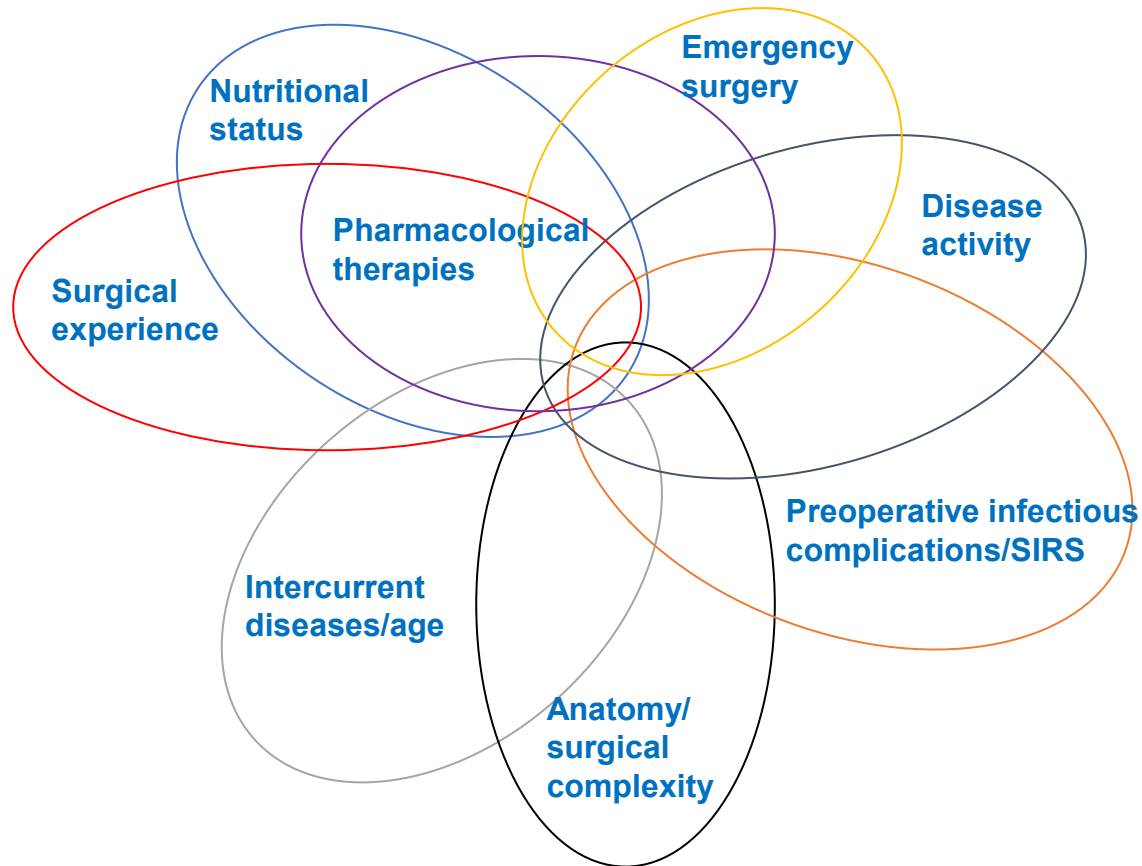 Emergency
surgery
Nutritional
status
Disease
activity
Pharmacological
therapies
Surgical
experience
Preoperative infectious
complications/SIRS
Intercurrent
diseases/age
Anatomy/
surgical
complexity